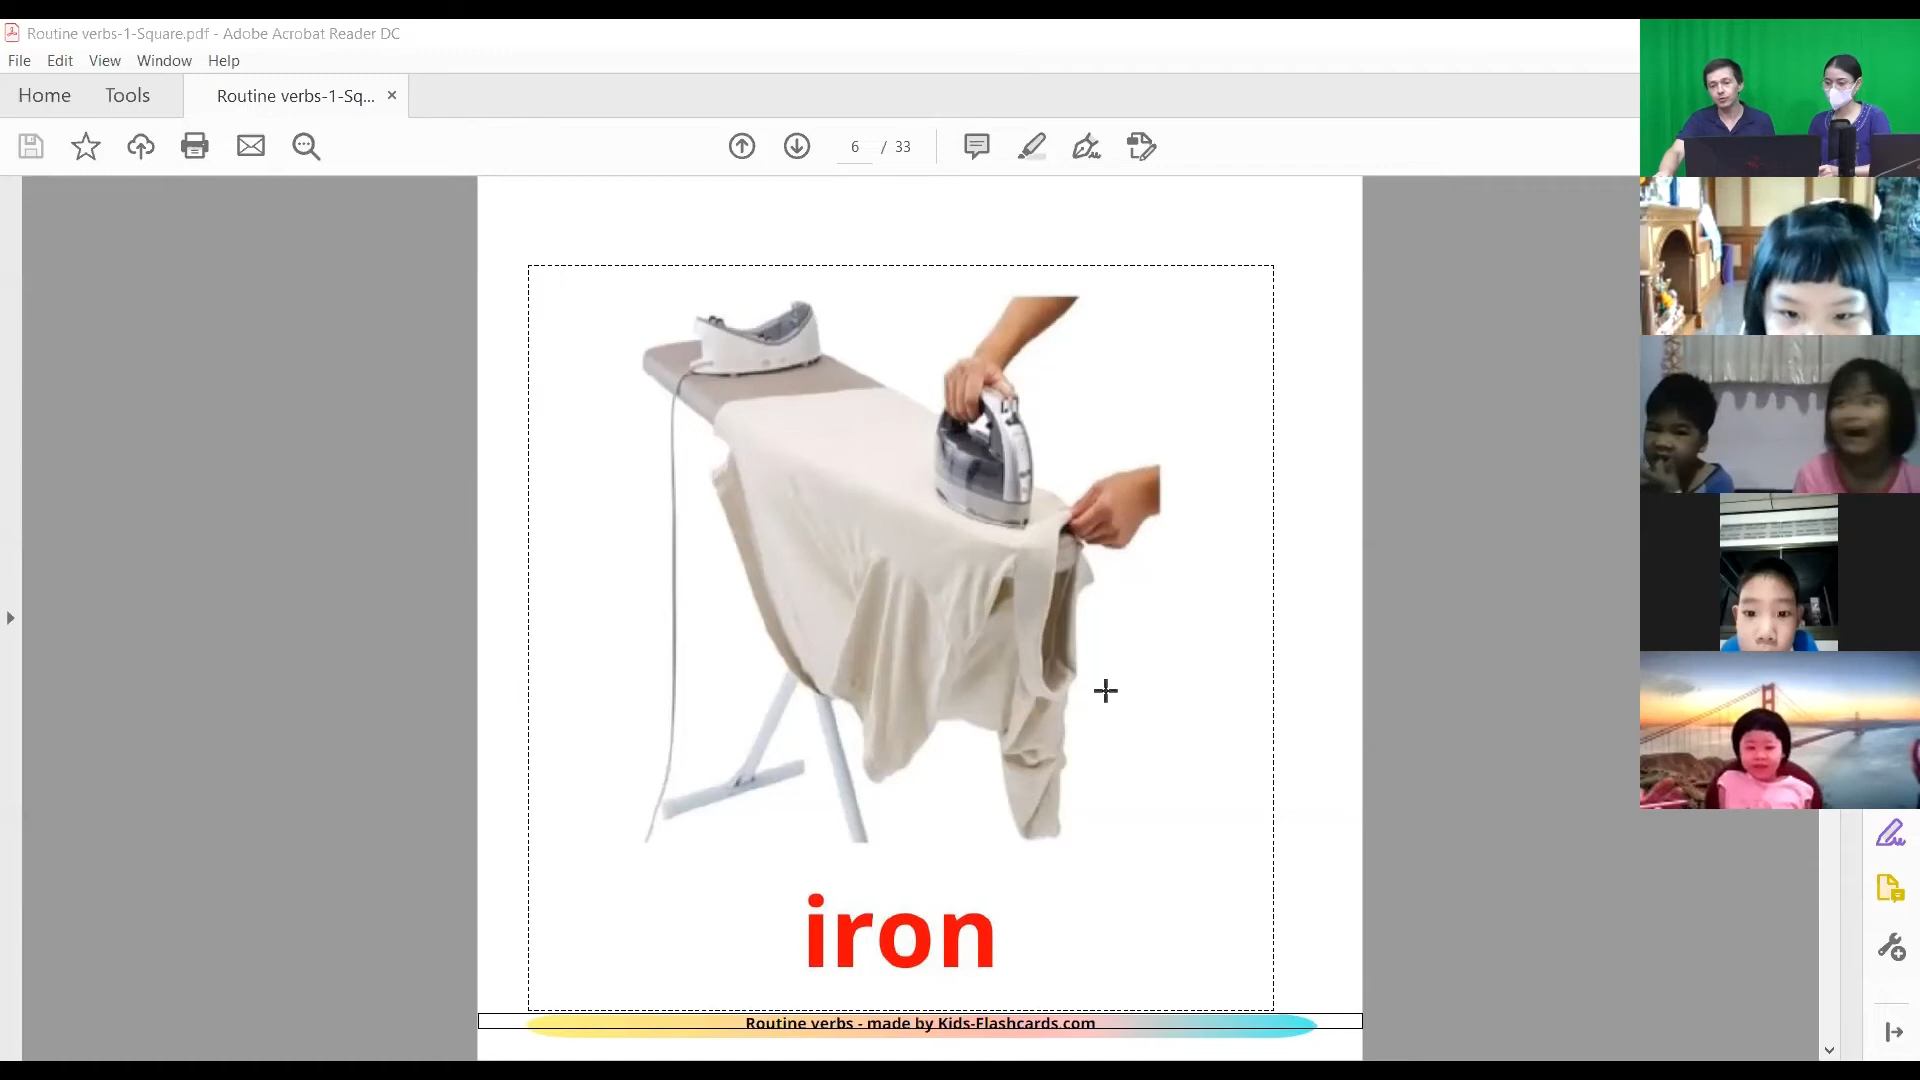 Routine verbs-1-Square.pdf - Adobe Acrobat Reader DC
File Edit View Window Help
Home Tools Routine verbs-1-Sq... ×
6 / 33
iron
Routine verbs - made by Kids-Flashcards.com